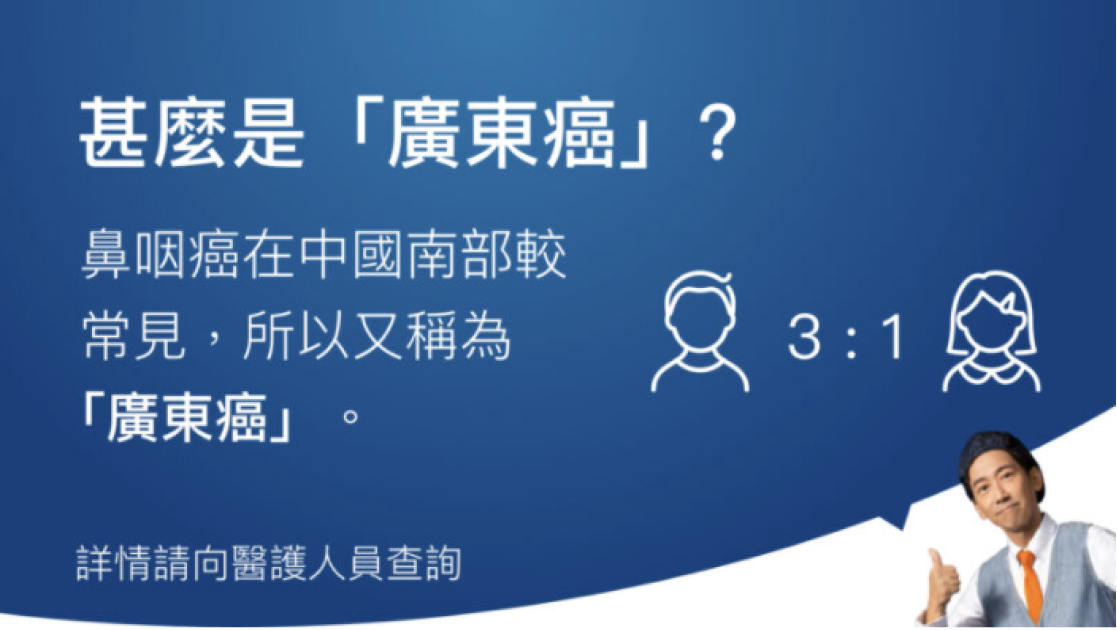 甚麼是「廣東癌」？
鼻咽癌在中國南部較
常見，所以又稱為
「廣東癌」。
3 : 1
詳情請向醫護人員查詢